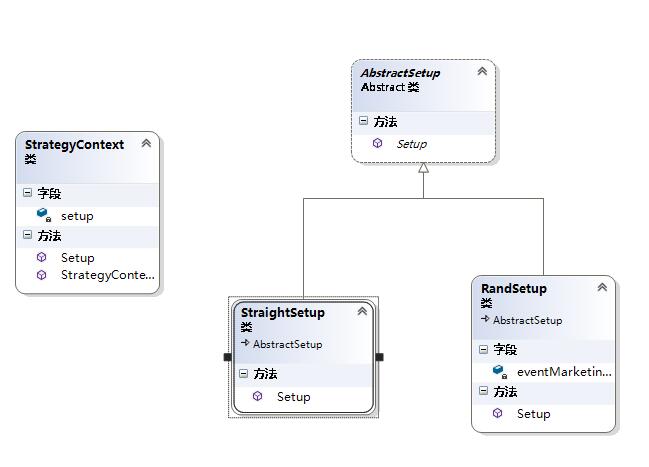 AbstractSetup
Abstract 类
方法
Setup
StrategyContext
类
字段
setup
方法
Setup
StrategyConte...
StraightSetup
类
AbstractSetup
方法
Setup
RandSetup
类
AbstractSetup
字段
eventMarketin...
方法
Setup